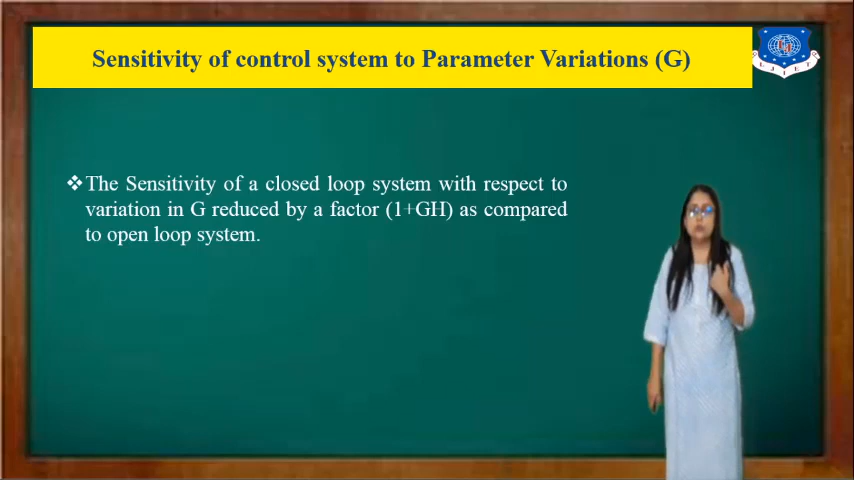 Sensitivity of control system to Parameter Variations (G)
L J I E T
❖The Sensitivity of a closed loop system with respect to
variation in G reduced by a factor (1+GH) as compared
to open loop system.